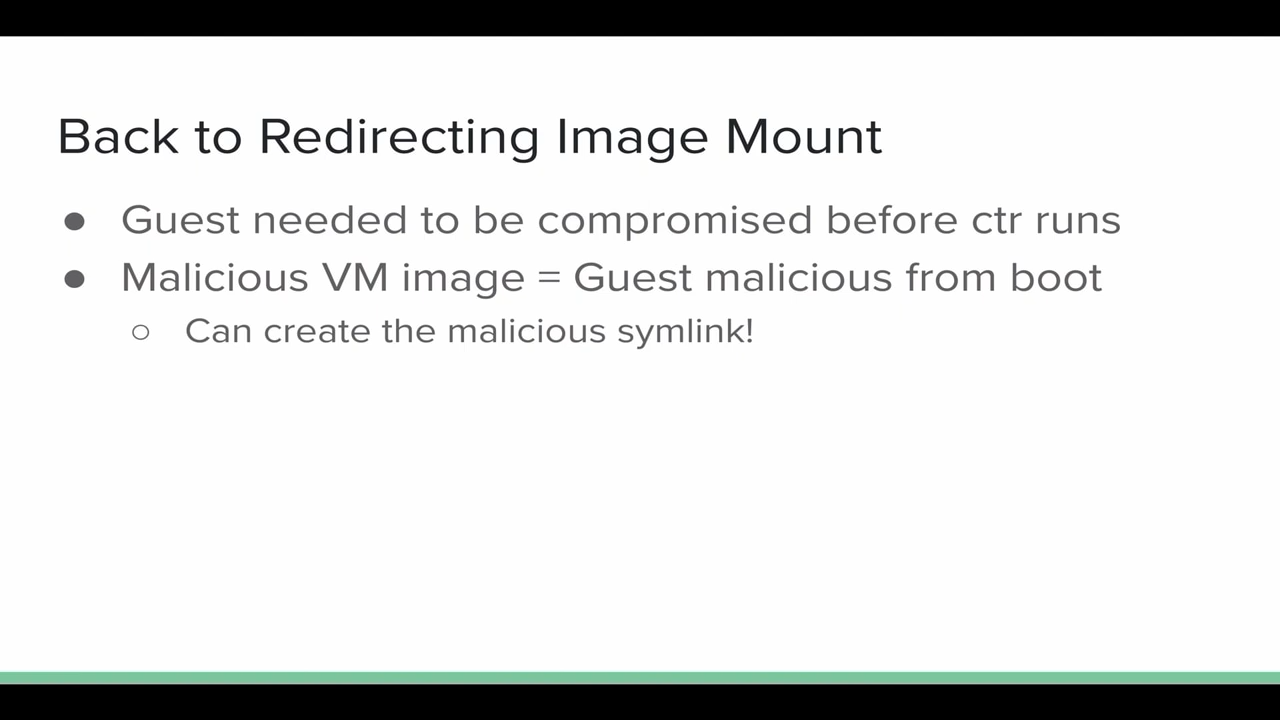 Back to Redirecting Image Mount
● Guest needed to be compromised before ctr runs
● Malicious VM image = Guest malicious from boot
○ Can create the malicious symlink!